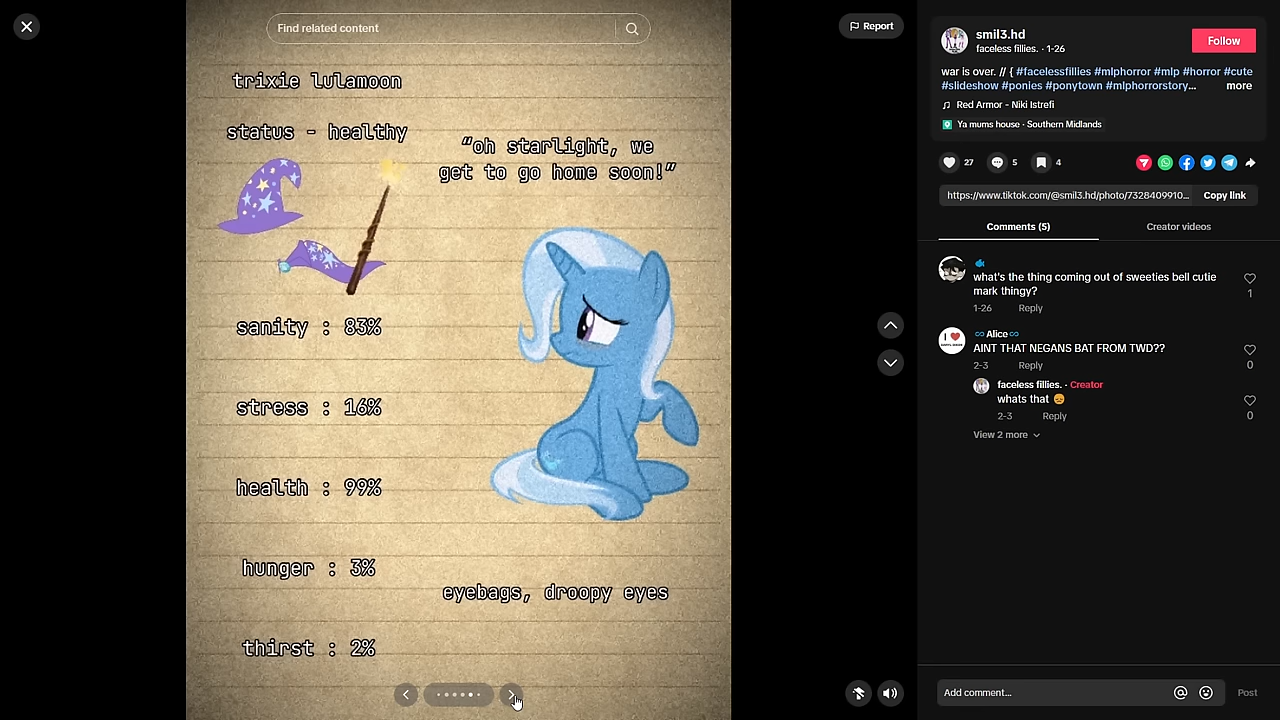 Find related content
Report
trixie lulamoon
status - healthy
"oh starlight, we
get to go home soon!"
sanity : 83%
stress : 16%
health : 99%
hunger : 3%
eyebags, droopy eyes
thirst : 2%
smil3.hd
faceless fillies. · 1-26
Follow
war is over. // { #facelessfillies #mlphorror #mlp #horror #cute
#slideshow #ponies #ponytown #mlphorrorstory... more
Red Armor - Niki Istrefi
Ya mums house · Southern Midlands
27
5
4
https://www.tiktok.com/@smil3.hd/photo/7328409910...
Copy link
Comments (5)
Creator videos
what's the thing coming out of sweeties bell cutie
mark thingy?
1
1-26
Reply
Alice
AINT THAT NEGANS BAT FROM TWD??
0
2-3
Reply
faceless fillies. · Creator
whats that 😞
0
2-3
Reply
View 2 more
Add comment...
Post